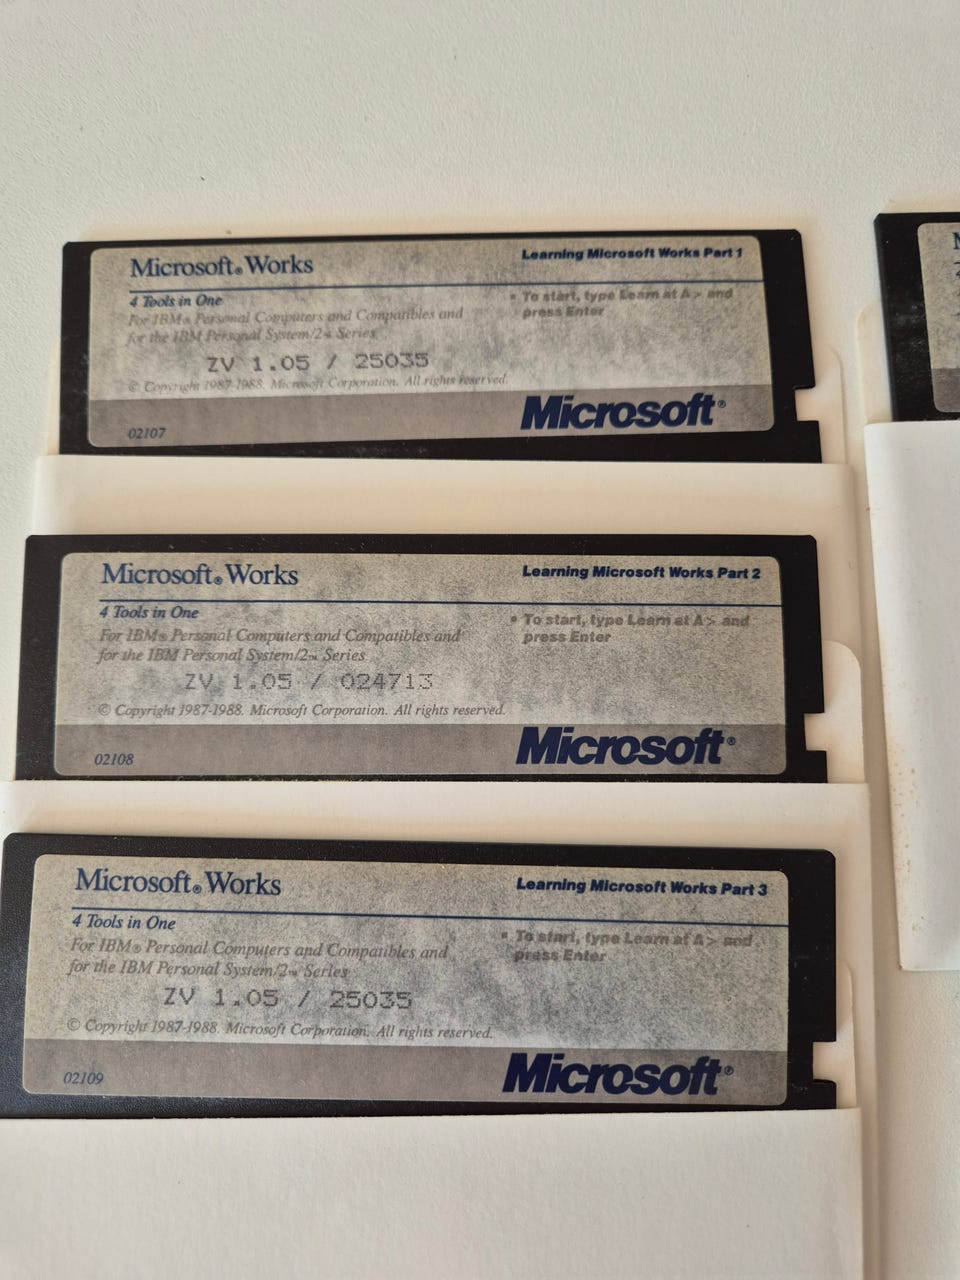 Microsoft® Works
Learning Microsoft Works Part 1
4 Tools in One
For IBM® Personal Computers and Compatibles and
for the IBM Personal System/2™ Series
• To start, type Learn at A> and
press Enter
ZV 1.05 / 25035
© Copyright 1987-1988. Microsoft Corporation. All rights reserved.
02107
Microsoft®
Microsoft® Works
Learning Microsoft Works Part 2
4 Tools in One
For IBM® Personal Computers and Compatibles and
for the IBM Personal System/2™ Series
• To start, type Learn at A> and
press Enter
ZV 1.05 / 024713
© Copyright 1987-1988. Microsoft Corporation. All rights reserved.
02108
Microsoft®
Microsoft® Works
Learning Microsoft Works Part 3
4 Tools in One
For IBM® Personal Computers and Compatibles and
for the IBM Personal System/2™ Series
• To start, type Learn at A> and
press Enter
ZV 1.05 / 25035
© Copyright 1987-1988. Microsoft Corporation. All rights reserved.
02109
Microsoft®